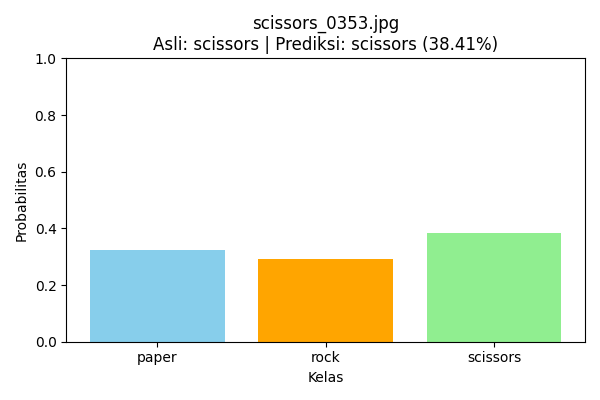 scissors_0353.jpg
Asli: scissors | Prediksi: scissors (38.41%)
1.0
0.8
0.6
0.4
0.2
0.0
Probabilitas
paper
rock
scissors
Kelas